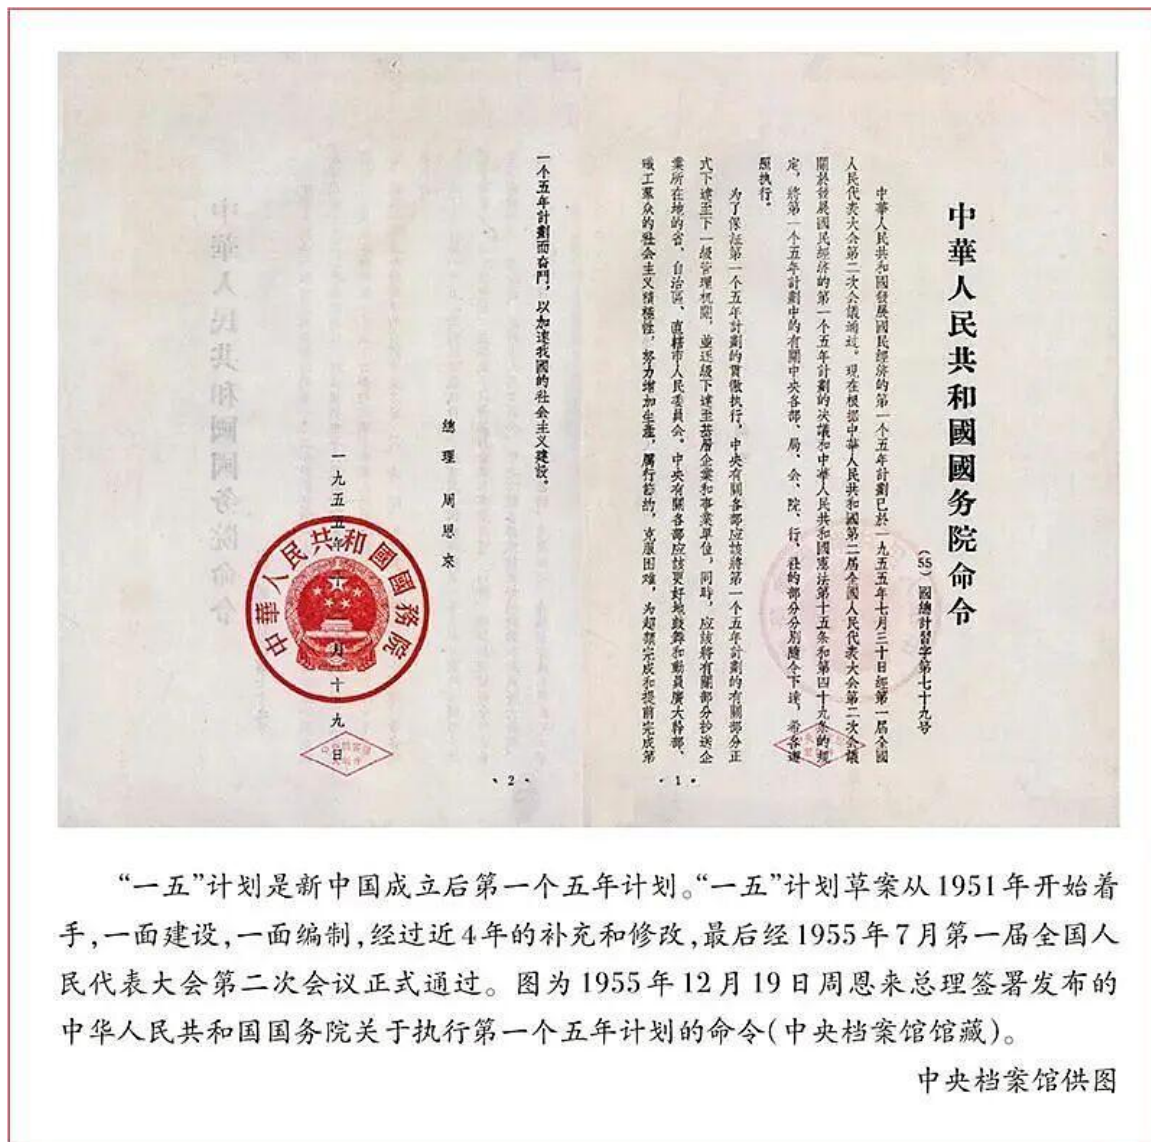 中華人民共和國國务院命令
(55)國總計習字第七十九号
中華人民共和國發展國民經濟的第一个五年計劃已於一九五五年七月三十日經第一届全國
人民代表大会第二次会議通过。現在根據中華人民共和國第一届全國人民代表大会第二次会議
關於發展國民經濟的第一个五年計劃的决議和中華人民共和國憲法第十五条和第四十九条的規
定，將第一个五年計劃中的有關中央各部、局、会、院、行、社的部分分別隨令下達，希各遵
照执行。
为了保証第一个五年計劃的貫徹执行，中央有關各部应該將第一个五年計劃的有關部分正
式下達至下一級管理机關，並逐級下達至基層企業和事業單位，同時，应該將有關部分抄送企
業所在地的省、自治區、直轄市人民委員会。中央有關各部应該更好地鼓舞和動員廣大幹部、
職工羣众的社会主义積極性，努力增加生產，厲行節約，克服困难，为超額完成和提前完成第
·1·
一个五年計劃而奋鬥，以加速我國的社会主义建設。
總理 周恩來
一九五五年十二月十九日
中華人民共和國國務院
·2·
“一五”计划是新中国成立后第一个五年计划。“一五”计划草案从1951年开始着
手,一面建设,一面编制,经过近4年的补充和修改,最后经1955年7月第一届全国人
民代表大会第二次会议正式通过。图为1955年12月19日周恩来总理签署发布的
中华人民共和国国务院关于执行第一个五年计划的命令(中央档案馆馆藏)。
中央档案馆供图